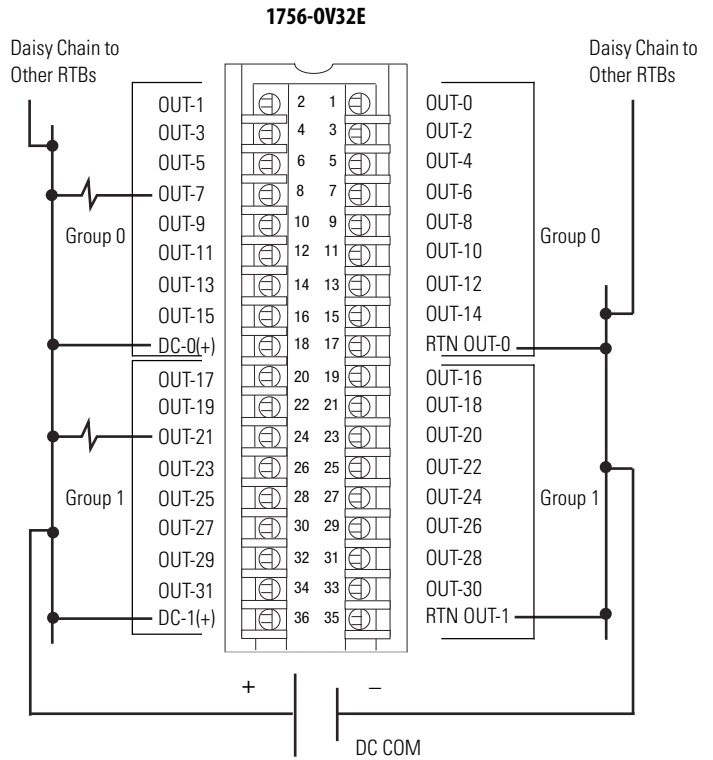 1756-OV32E
Daisy Chain to
Other RTBs
Daisy Chain to
Other RTBs
OUT-1 2 1 OUT-0
OUT-3 4 3 OUT-2
OUT-5 6 5 OUT-4
OUT-7 8 7 OUT-6
OUT-9 10 9 OUT-8
Group 0 Group 0
OUT-11 12 11 OUT-10
OUT-13 14 13 OUT-12
OUT-15 16 15 OUT-14
DC-0(+) 18 17 RTN OUT-0
OUT-17 20 19 OUT-16
OUT-19 22 21 OUT-18
OUT-21 24 23 OUT-20
OUT-23 26 25 OUT-22
Group 1 OUT-25 28 27 OUT-24 Group 1
OUT-27 30 29 OUT-26
OUT-29 32 31 OUT-28
OUT-31 34 33 OUT-30
DC-1(+) 36 35 RTN OUT-1
+ –
DC COM